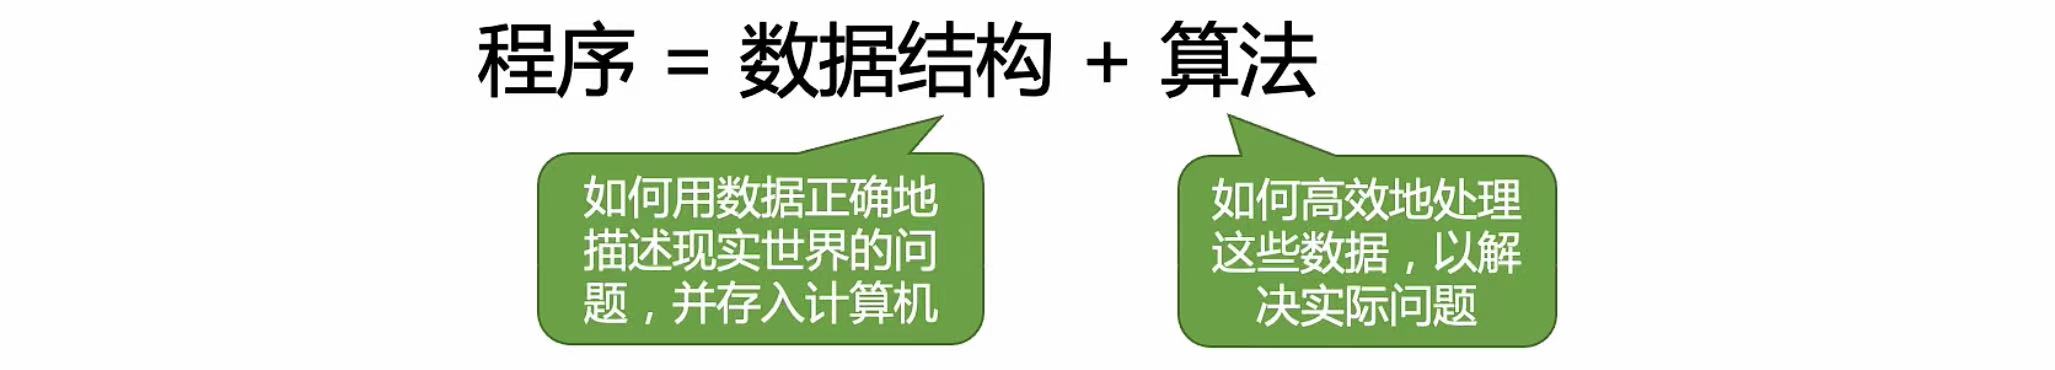 程序 = 数据结构 + 算法
如何用数据正确地
描述现实世界的问
题，并存入计算机
如何高效地处理
这些数据，以解
决实际问题